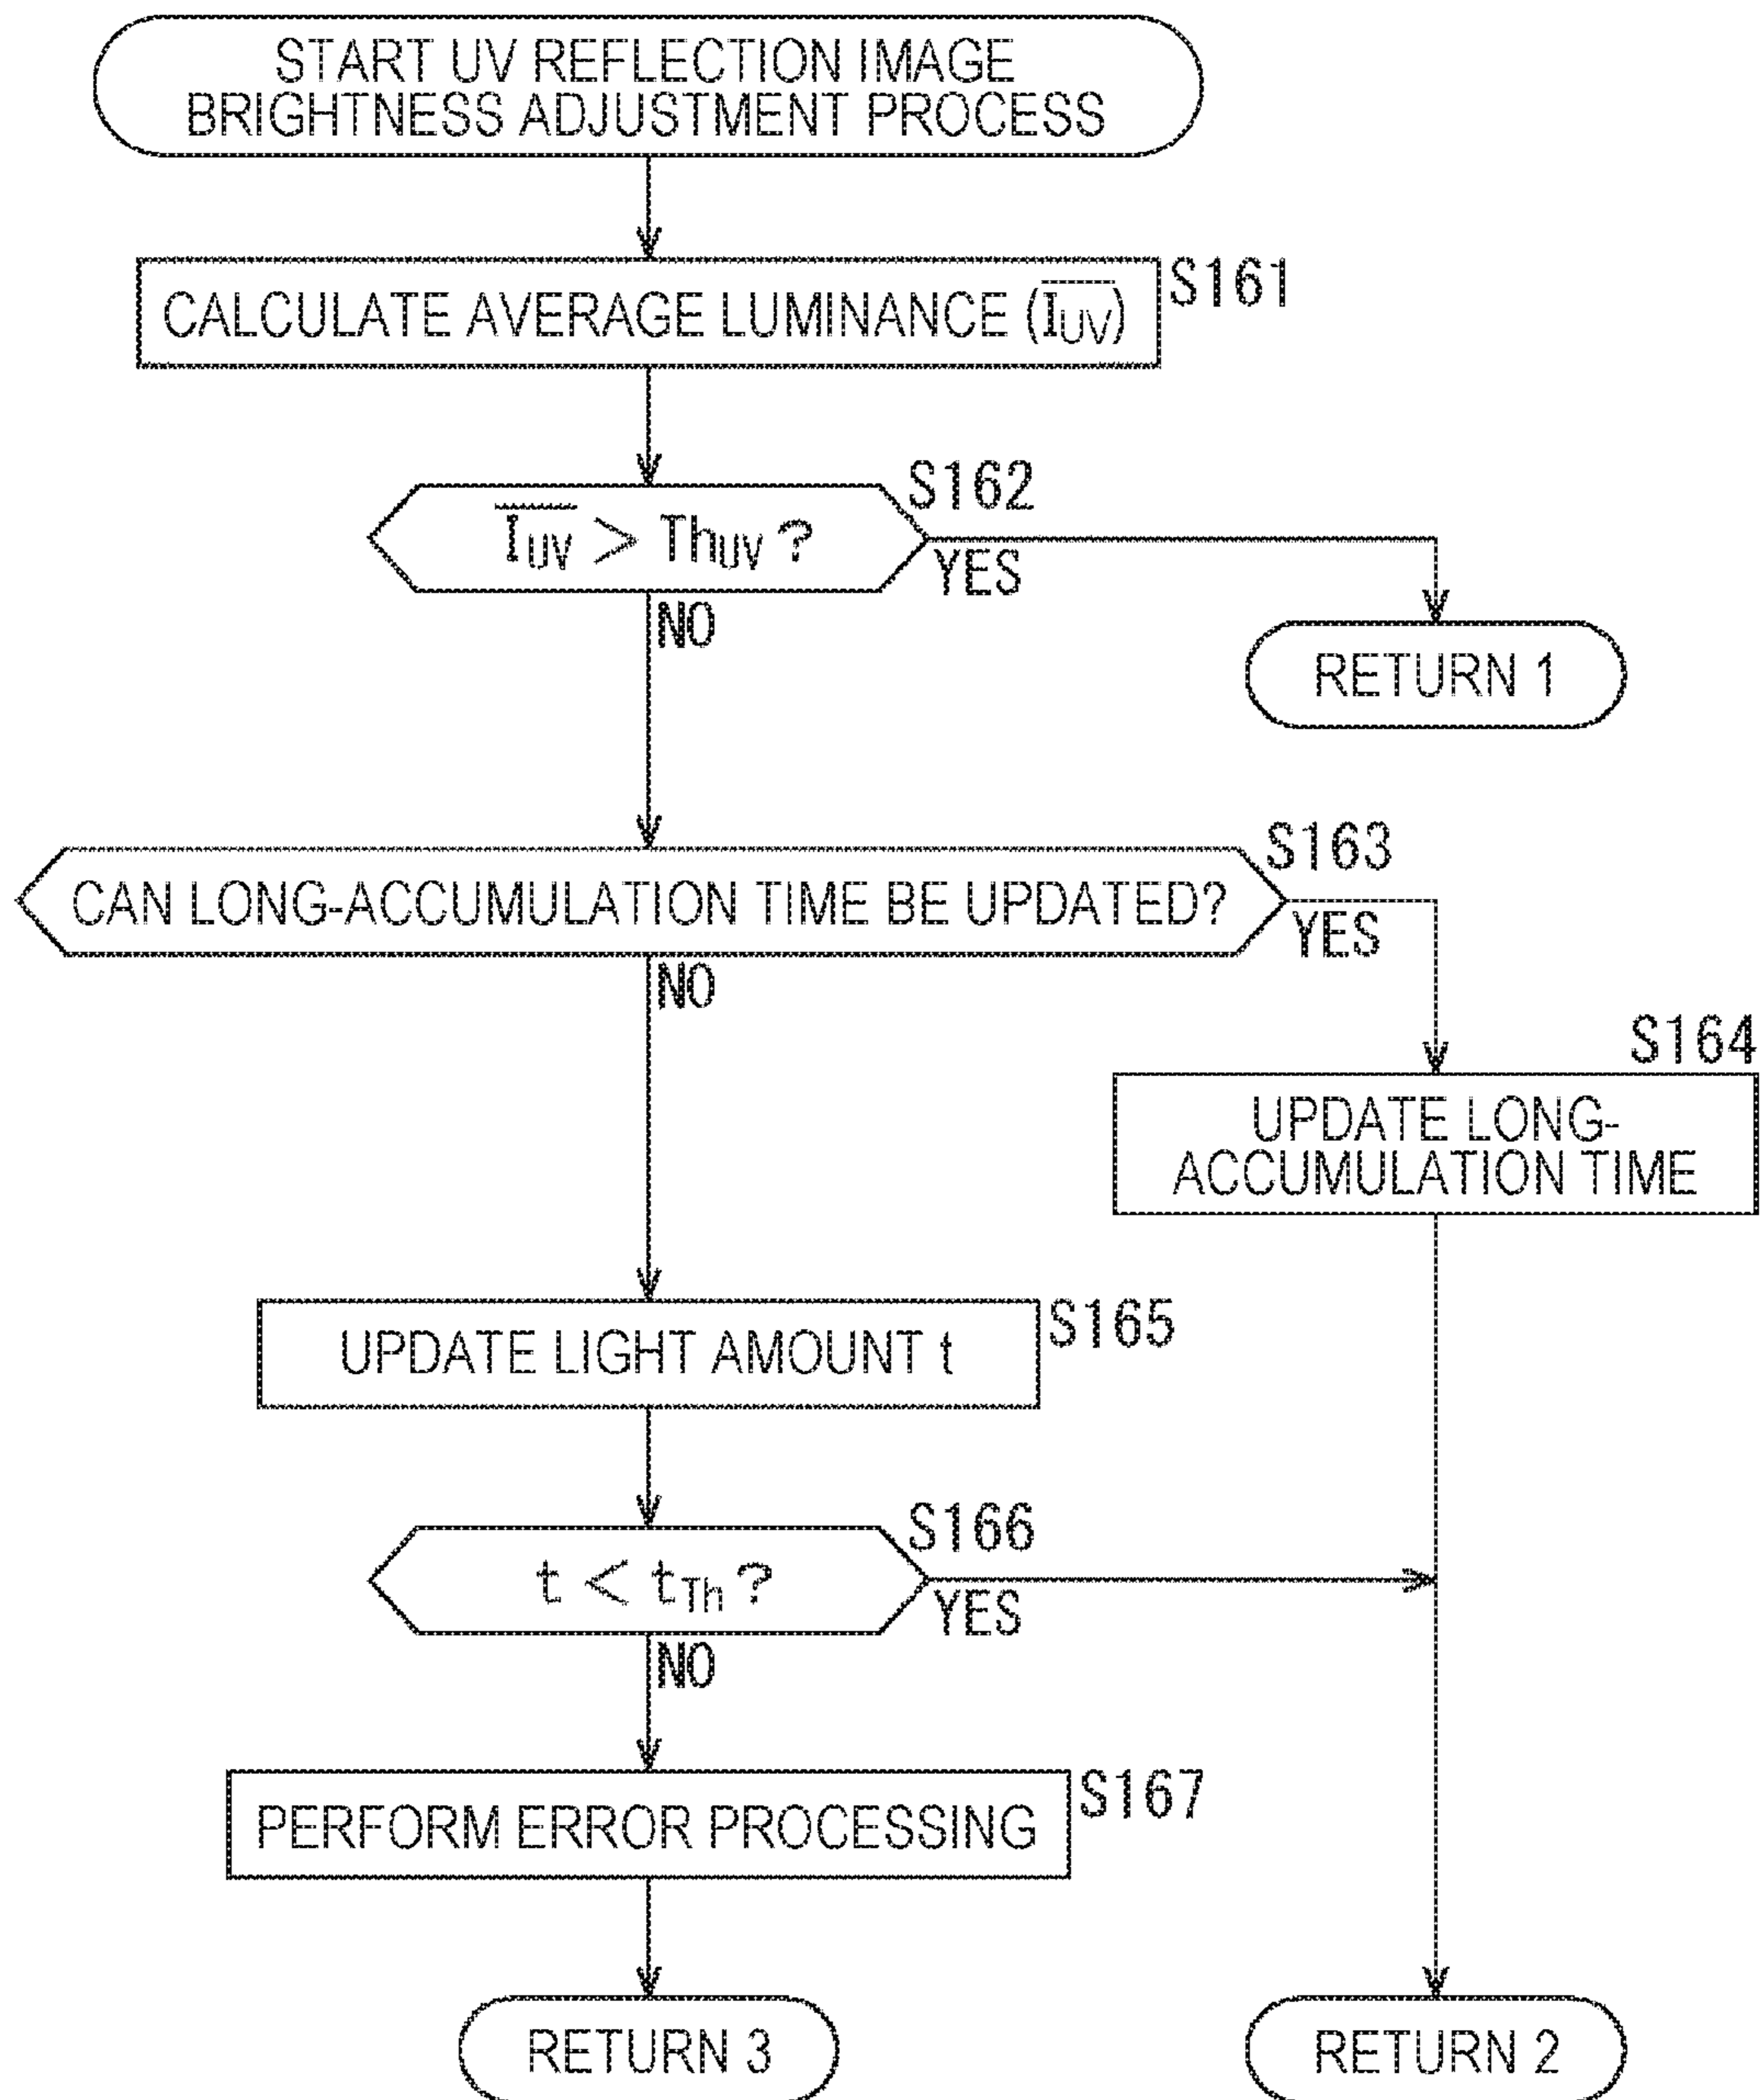 START UV REFLECTION IMAGE
BRIGHTNESS ADJUSTMENT PROCESS
CALCULATE AVERAGE LUMINANCE (I̅U̅V̅)
S161
S162
I̅U̅V̅ > ThUV ?
YES
NO
RETURN 1
S163
CAN LONG-ACCUMULATION TIME BE UPDATED?
YES
NO
S164
UPDATE LONG-
ACCUMULATION TIME
UPDATE LIGHT AMOUNT t
S165
S166
t < tTh ?
YES
NO
PERFORM ERROR PROCESSING
S167
RETURN 3
RETURN 2